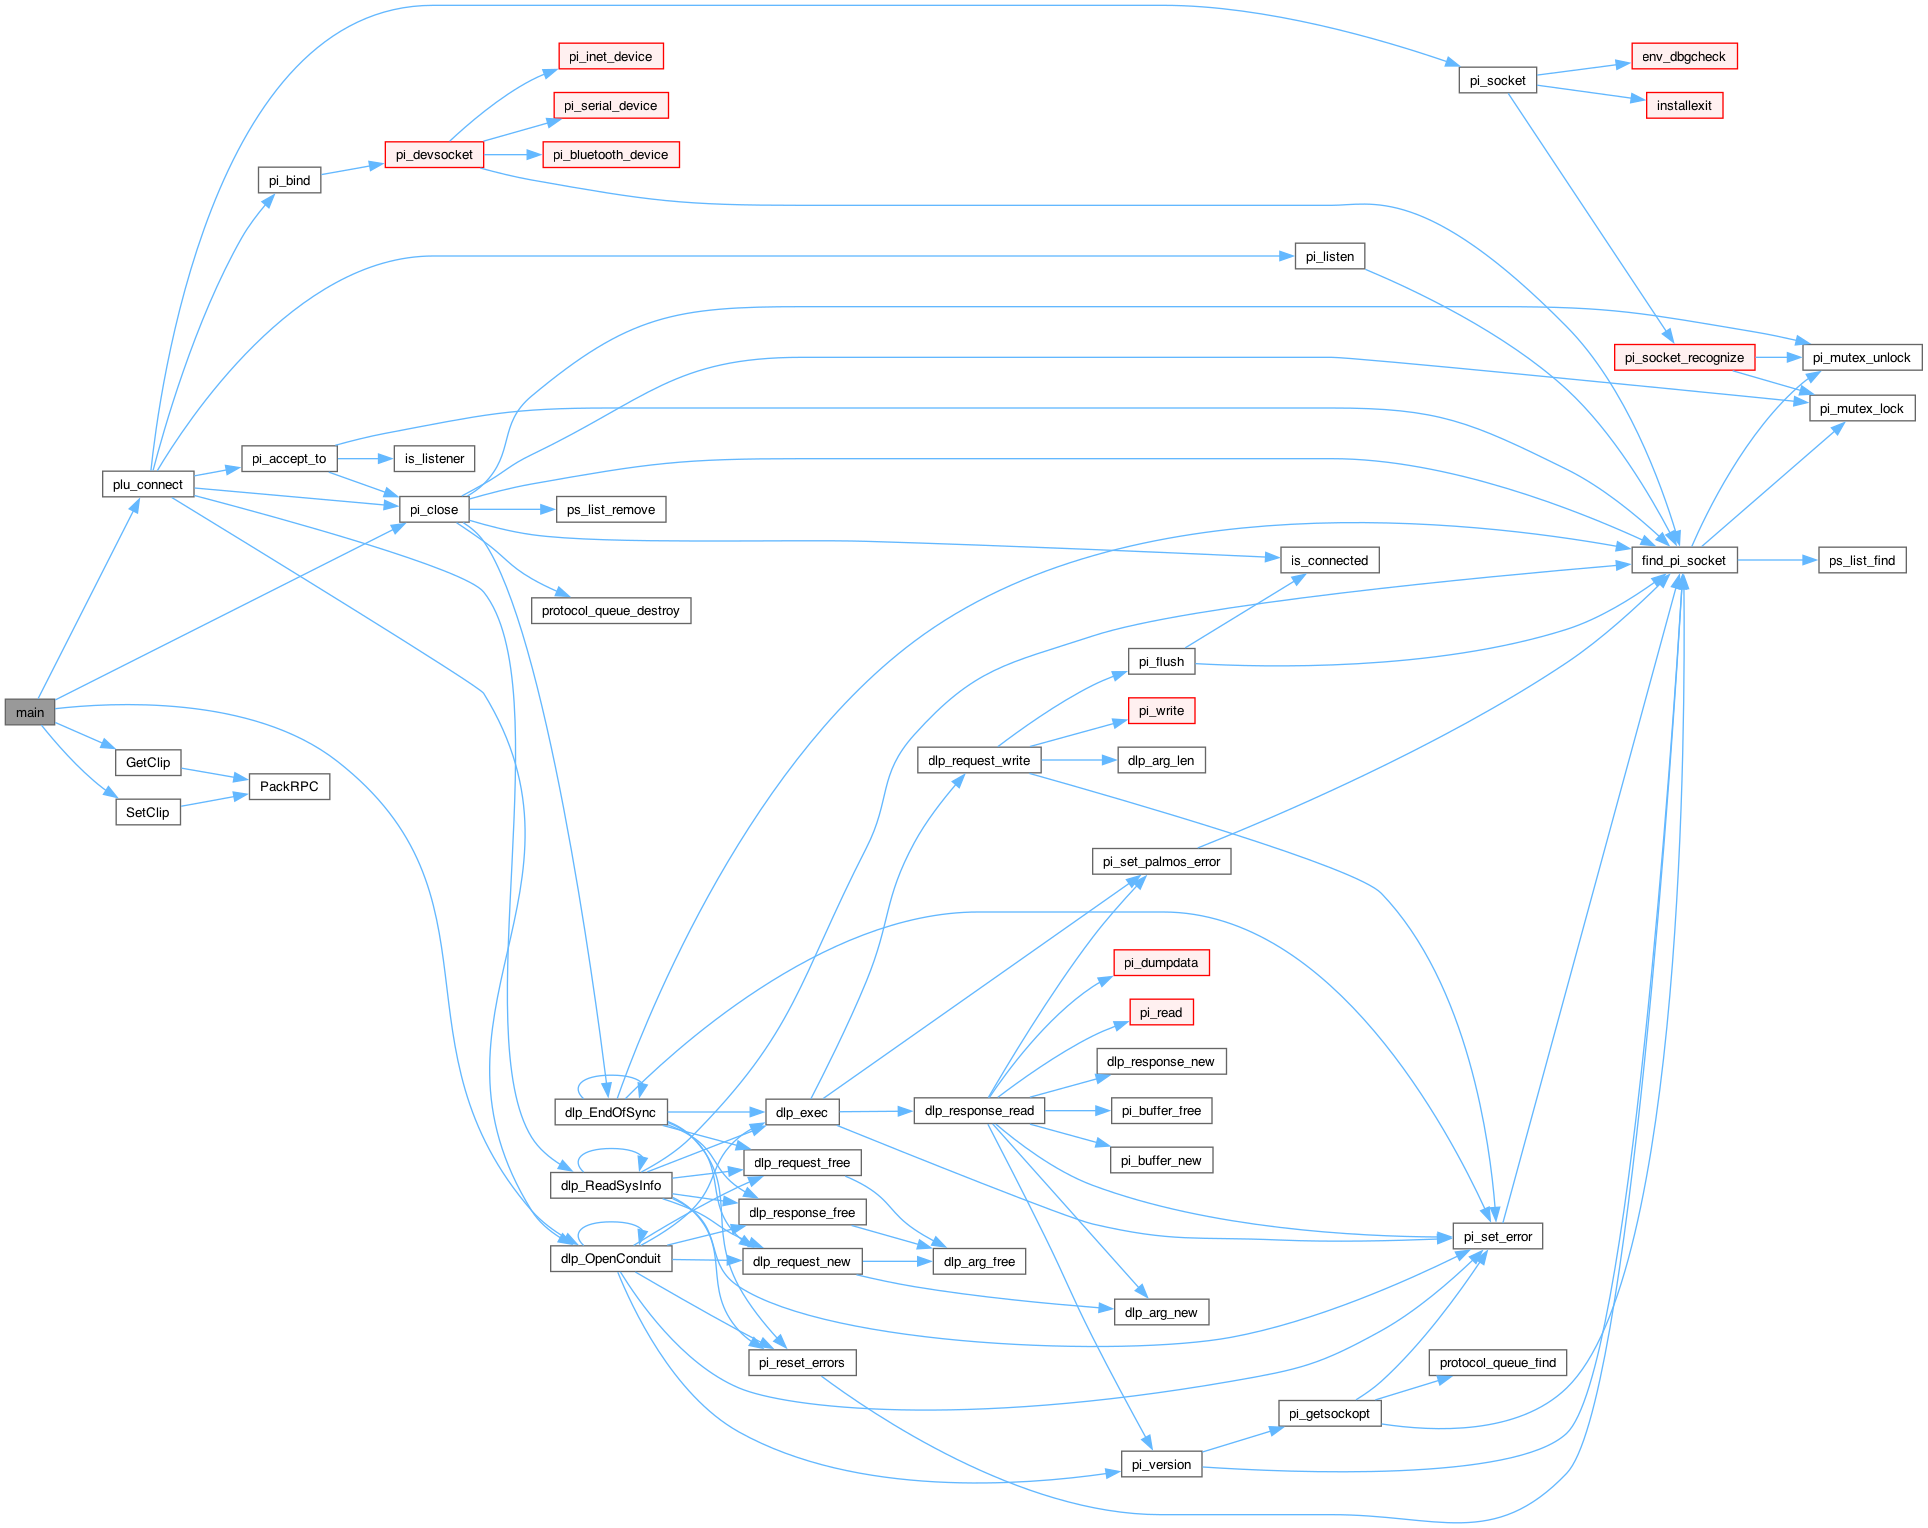 pi_inet_device
env_dbgcheck
pi_socket
pi_serial_device
installexit
pi_devsocket
pi_bluetooth_device
pi_bind
pi_listen
pi_socket_recognize
pi_mutex_unlock
pi_mutex_lock
pi_accept_to
is_listener
plu_connect
pi_close
ps_list_remove
is_connected
find_pi_socket
ps_list_find
protocol_queue_destroy
pi_flush
main
pi_write
GetClip
dlp_request_write
dlp_arg_len
PackRPC
SetClip
pi_set_palmos_error
pi_dumpdata
pi_read
dlp_response_new
dlp_EndOfSync
dlp_exec
dlp_response_read
pi_buffer_free
dlp_request_free
pi_buffer_new
dlp_ReadSysInfo
dlp_response_free
pi_set_error
dlp_OpenConduit
dlp_request_new
dlp_arg_free
dlp_arg_new
pi_reset_errors
protocol_queue_find
pi_getsockopt
pi_version